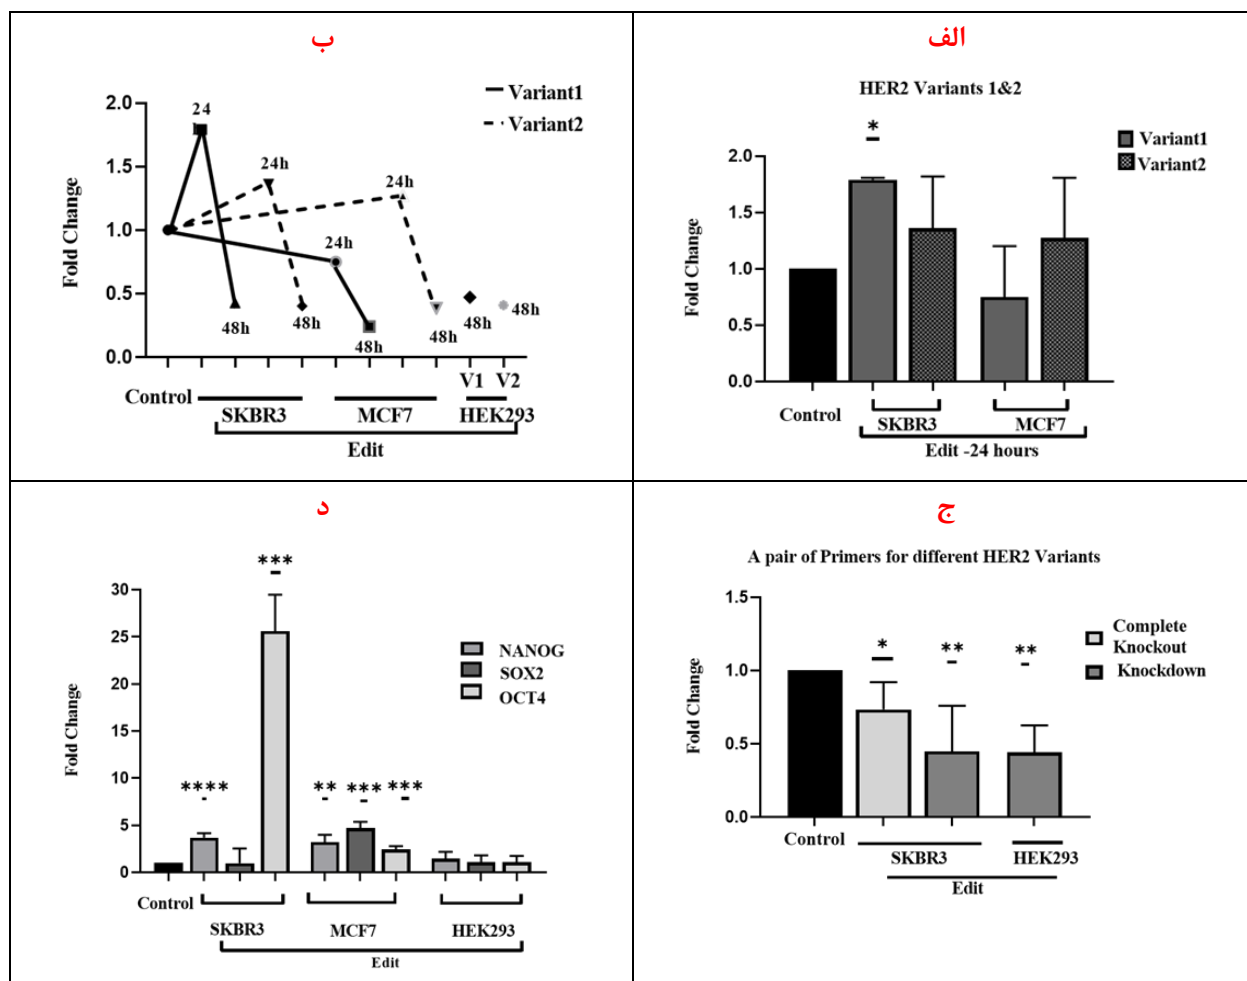 ب
Variant1
Variant2
2.0
1.5
1.0
0.5
0.0
Fold Change
24
24h
24h
24h
48h
48h
48h
48h
48h
48h
V1 V2
Control
SKBR3 MCF7 HEK293
Edit
الف
HER2 Variants 1&2
Variant1
Variant2
*
2.0
1.5
1.0
0.5
0.0
Fold Change
Control
SKBR3 MCF7
Edit -24 hours
د
NANOG
SOX2
OCT4
***
**** ** *** ***
30
25
20
15
10
5
0
Fold Change
Control
SKBR3 MCF7 HEK293
Edit
ج
A pair of Primers for different HER2 Variants
Complete
Knockout
Knockdown
* ** **
1.5
1.0
0.5
0.0
Fold Change
Control
SKBR3 HEK293
Edit